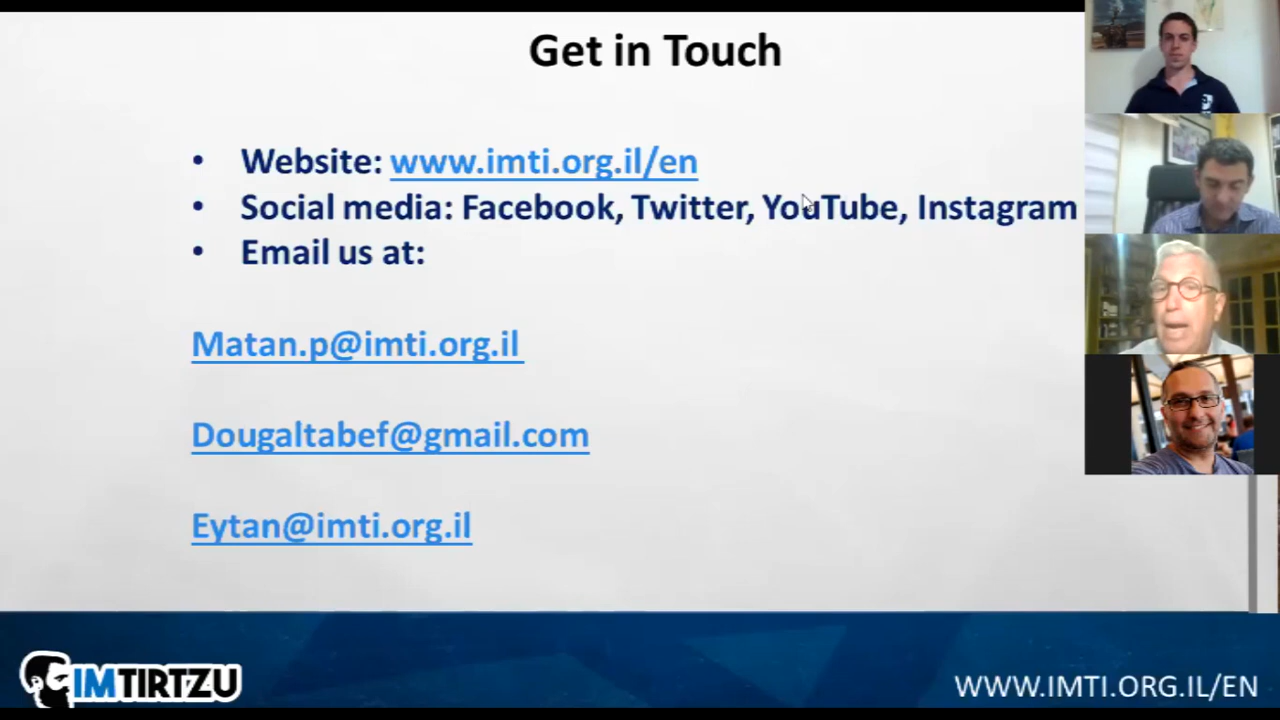 Get in Touch
• Website: www.imti.org.il/en
• Social media: Facebook, Twitter, YouTube, Instagram
• Email us at:
Matan.p@imti.org.il
Dougaltabef@gmail.com
Eytan@imti.org.il
IMTIRTZU
WWW.IMTI.ORG.IL/EN